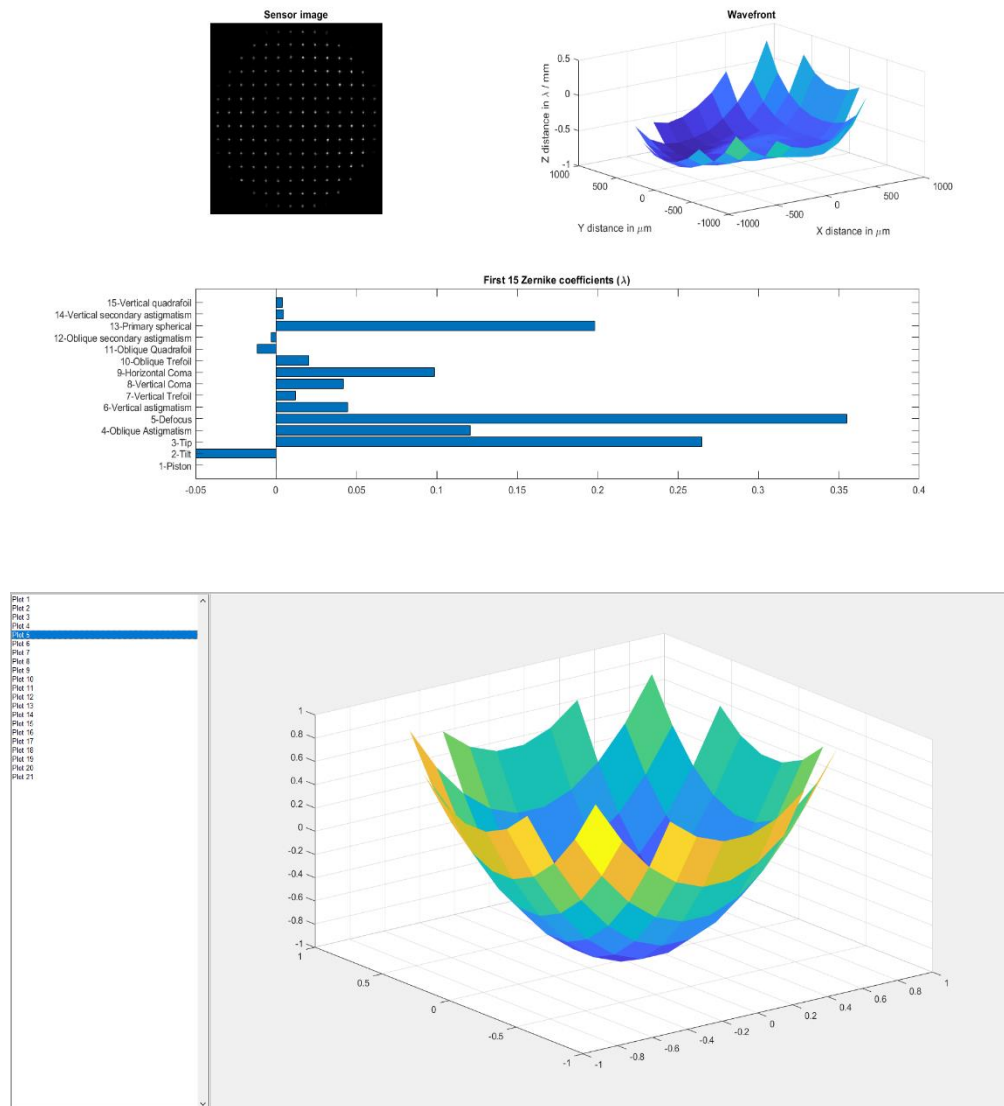 Sensor image
Wavefront
Z distance in λ / mm
0.5
0
-0.5
-1
1000
500
0
-500
-1000
Y distance in μm
-1000
-500
0
500
1000
X distance in μm
First 15 Zernike coefficients (λ)
15-Vertical quadrafoil
14-Vertical secondary astigmatism
13-Primary spherical
12-Oblique secondary astigmatism
11-Oblique Quadrafoil
10-Oblique Trefoil
9-Horizontal Coma
8-Vertical Coma
7-Vertical Trefoil
6-Vertical astigmatism
5-Defocus
4-Oblique Astigmatism
3-Tip
2-Tilt
1-Piston
-0.05 0 0.05 0.1 0.15 0.2 0.25 0.3 0.35 0.4
Plot 1
Plot 2
Plot 3
Plot 4
Plot 5
Plot 6
Plot 7
Plot 8
Plot 9
Plot 10
Plot 11
Plot 12
Plot 13
Plot 14
Plot 15
Plot 16
Plot 17
Plot 18
Plot 19
Plot 20
Plot 21
1
0.8
0.6
0.4
0.2
0
-0.2
-0.4
-0.6
-0.8
-1
1
0.5
0
-0.5
-1
-1
-0.8
-0.6
-0.4
-0.2
0
0.2
0.4
0.6
0.8
1